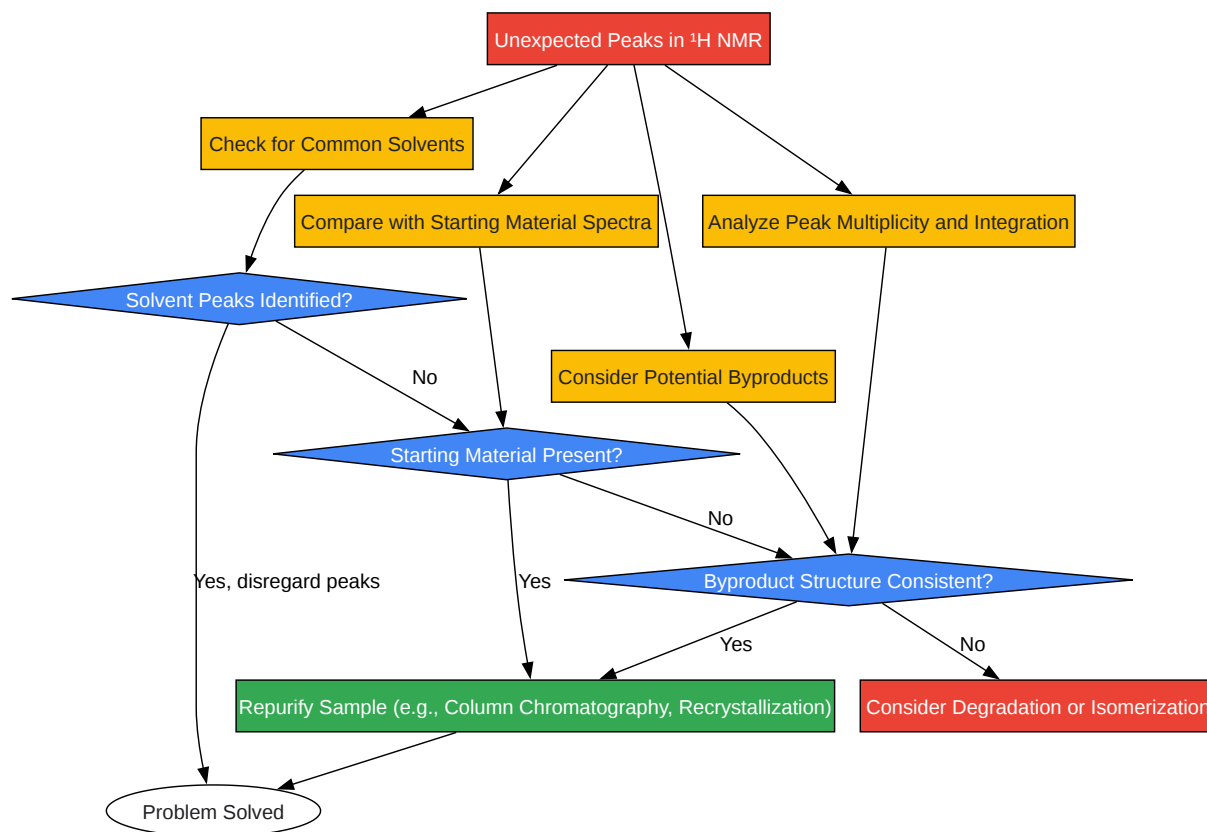 Unexpected Peaks in ¹H NMR
Check for Common Solvents
Compare with Starting Material Spectra
Analyze Peak Multiplicity and Integration
Solvent Peaks Identified?
No
Consider Potential Byproducts
Starting Material Present?
No
Yes, disregard peaks
Yes
Byproduct Structure Consistent?
Yes
No
Repurify Sample (e.g., Column Chromatography, Recrystallization)
Consider Degradation or Isomerization
Problem Solved